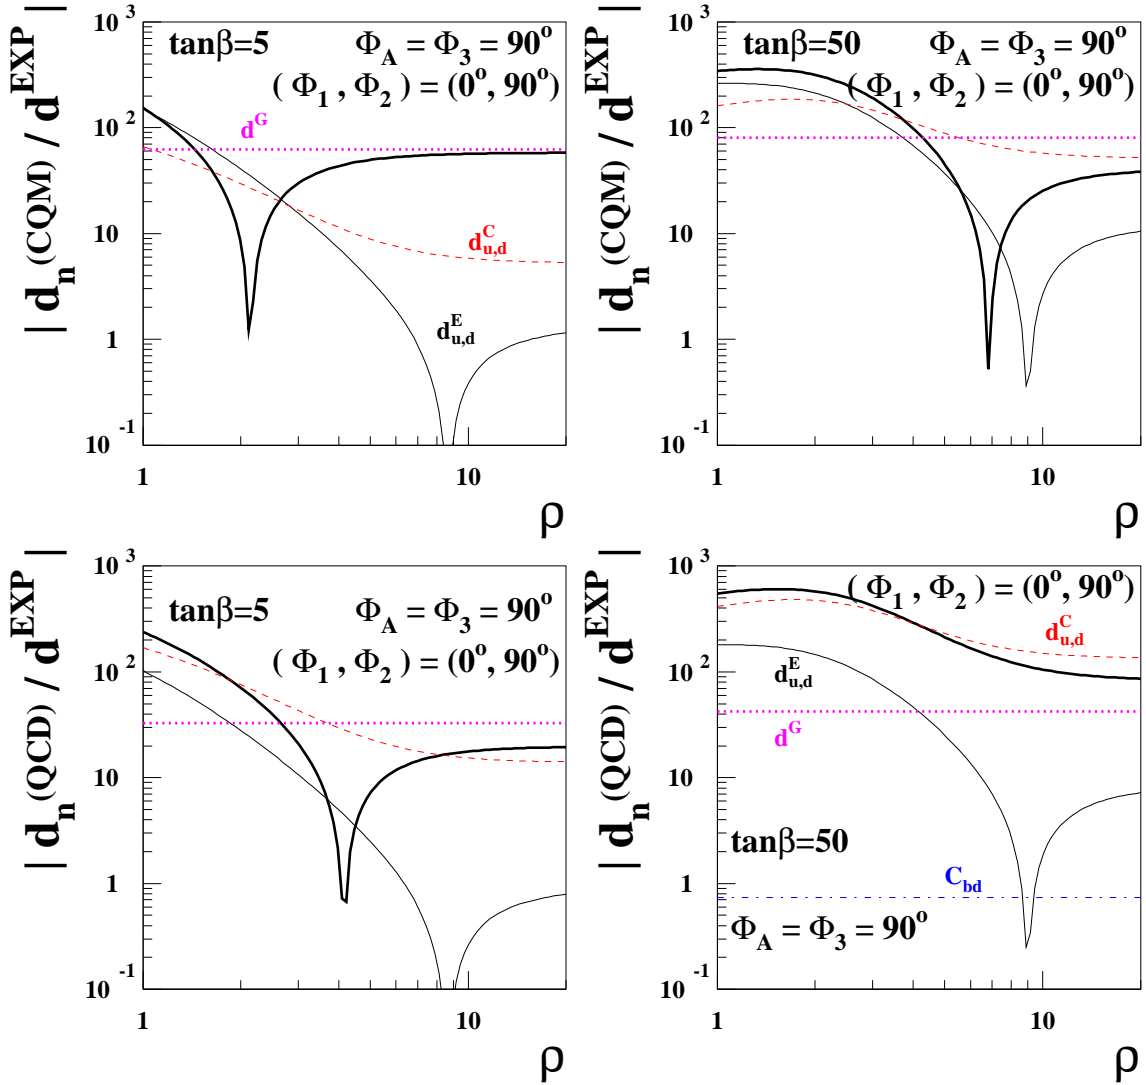 | d_n (CQM) / d^EXP |
10^3
10^2
10
1
10^-1
tanβ=5
Φ_A = Φ_3 = 90^o
( Φ_1 , Φ_2 ) = (0^o, 90^o)
d^G
d_u,d^C
d_u,d^E
1
10
ρ
| d_n (CQM) / d^EXP |
10^3
10^2
10
1
10^-1
tanβ=50
Φ_A = Φ_3 = 90^o
( Φ_1 , Φ_2 ) = (0^o, 90^o)
1
10
ρ
| d_n (QCD) / d^EXP |
10^3
10^2
10
1
10^-1
tanβ=5
Φ_A = Φ_3 = 90^o
( Φ_1 , Φ_2 ) = (0^o, 90^o)
1
10
ρ
| d_n (QCD) / d^EXP |
10^3
10^2
10
1
10^-1
( Φ_1 , Φ_2 ) = (0^o, 90^o)
d_u,d^C
d_u,d^E
d^G
tanβ=50
C_bd
Φ_A = Φ_3 = 90^o
1
10
ρ